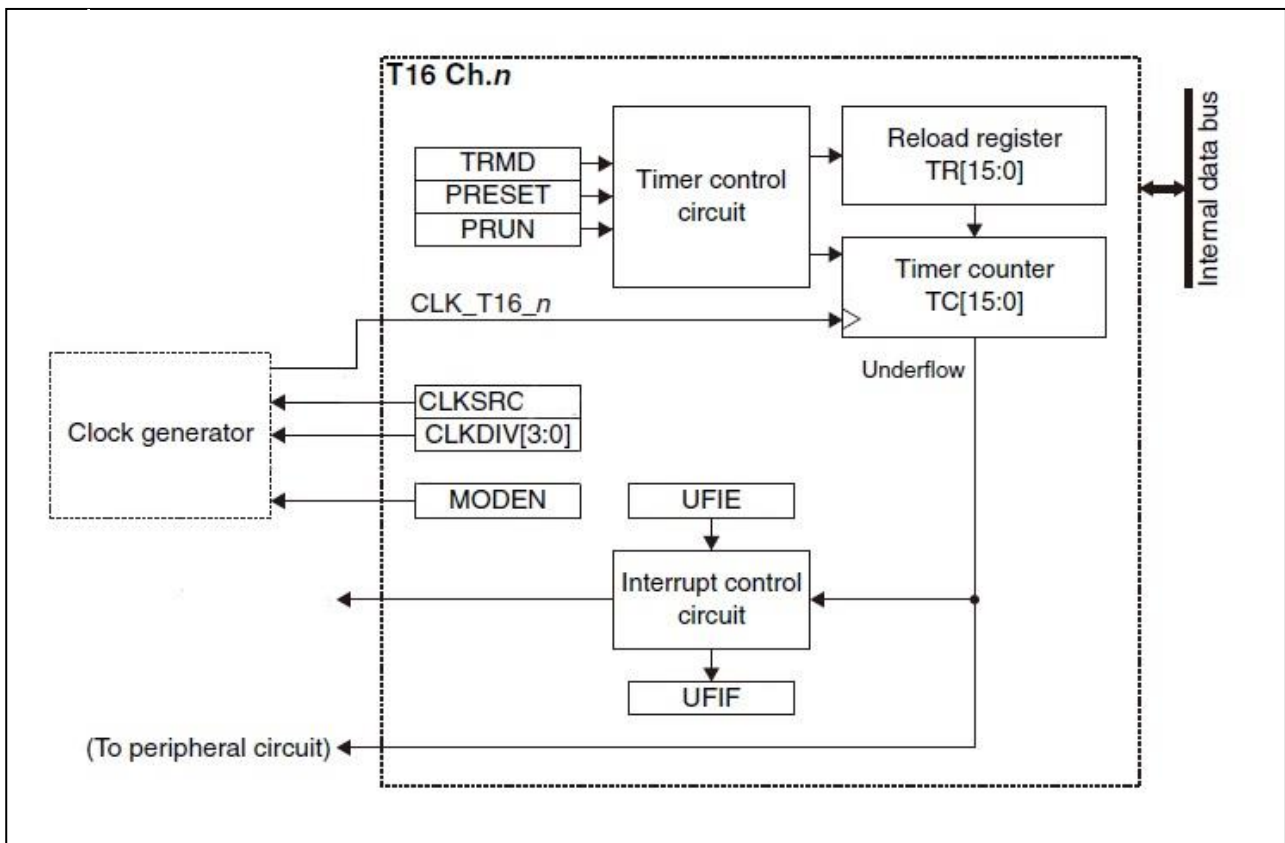 T16 Ch.n
TRMD
PRESET
PRUN
Timer control
circuit
Reload register
TR[15:0]
Timer counter
TC[15:0]
Internal data bus
CLK_T16_n
Underflow
Clock generator
CLKSRC
CLKDIV[3:0]
MODEN
UFIE
Interrupt control
circuit
UFIF
(To peripheral circuit)